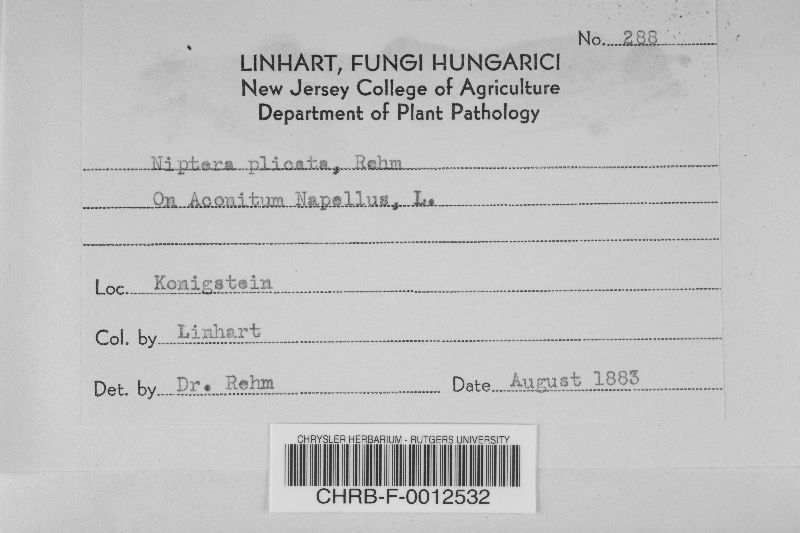 No. 288
LINHART, FUNGI HUNGARICI
New Jersey College of Agriculture
Department of Plant Pathology
Niptera plicata, Rehm
On Aconitum Napellus, L.
Loc. Konigstein
Col. by Linhart
Det. by Dr. Rehm Date August 1883
CHRYSLER HERBARIUM - RUTGERS UNIVERSITY
CHRB-F-0012532